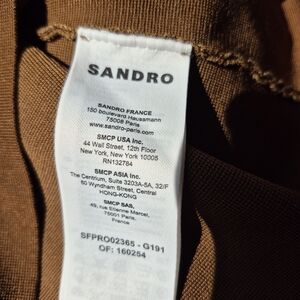 SANDRO
SANDRO FRANCE
150 boulevard Haussmann
75008 Paris
www.sandro-paris.com
SMCP USA Inc.
44 Wall Street, 12th Floor
New York, New York 10005
RN132784
SMCP ASIA Inc.
The Centrium, Suite 3203A-5A, 32/F
60 Wyndham Street, Central
HONG-KONG
SMCP SAS,
49, rue Etienne Marcel,
75001 Paris,
France
SFPRO02365 - G191
OF: 160254